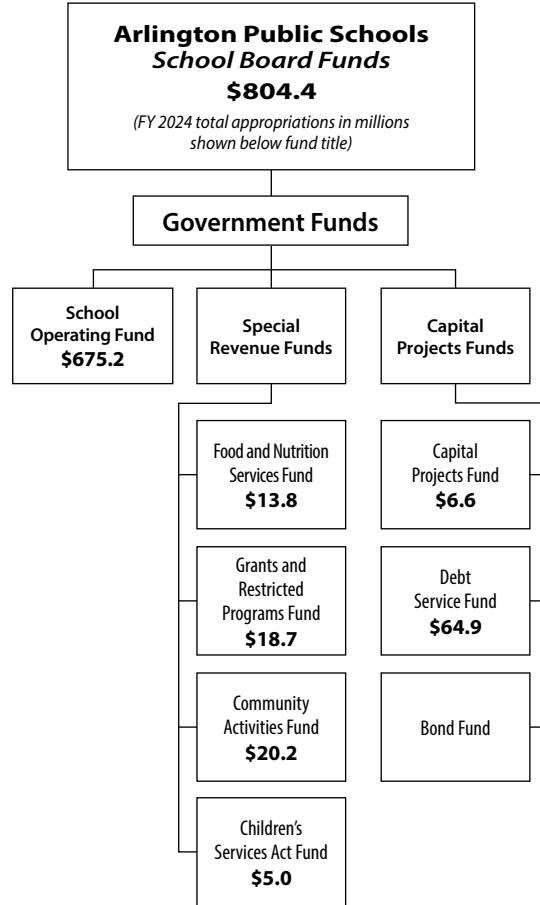 Arlington Public Schools
School Board Funds
$804.4
(FY 2024 total appropriations in millions
shown below fund title)
Government Funds
School
Operating Fund
$675.2
Special
Revenue Funds
Capital
Projects Funds
Food and Nutrition
Services Fund
$13.8
Grants and
Restricted
Programs Fund
$18.7
Community
Activities Fund
$20.2
Children's
Services Act Fund
$5.0
Capital
Projects Fund
$6.6
Debt
Service Fund
$64.9
Bond Fund